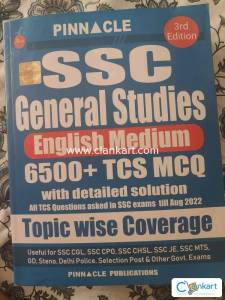 PINNACLE
3rd
Edition
SSC
General Studies
English Medium
www.clankart.com
6500+ TCS MCQ
with detailed solution
All TCS Questions asked in SSC exams till Aug 2022
Topic wise Coverage
Useful for SSC CGL, SSC CPO, SSC CHSL, SSC JE, SSC MTS,
GD, Steno, Delhi Police, Selection Post & Other Govt. Exams
PINNACLE PUBLICATIONS
Clankart